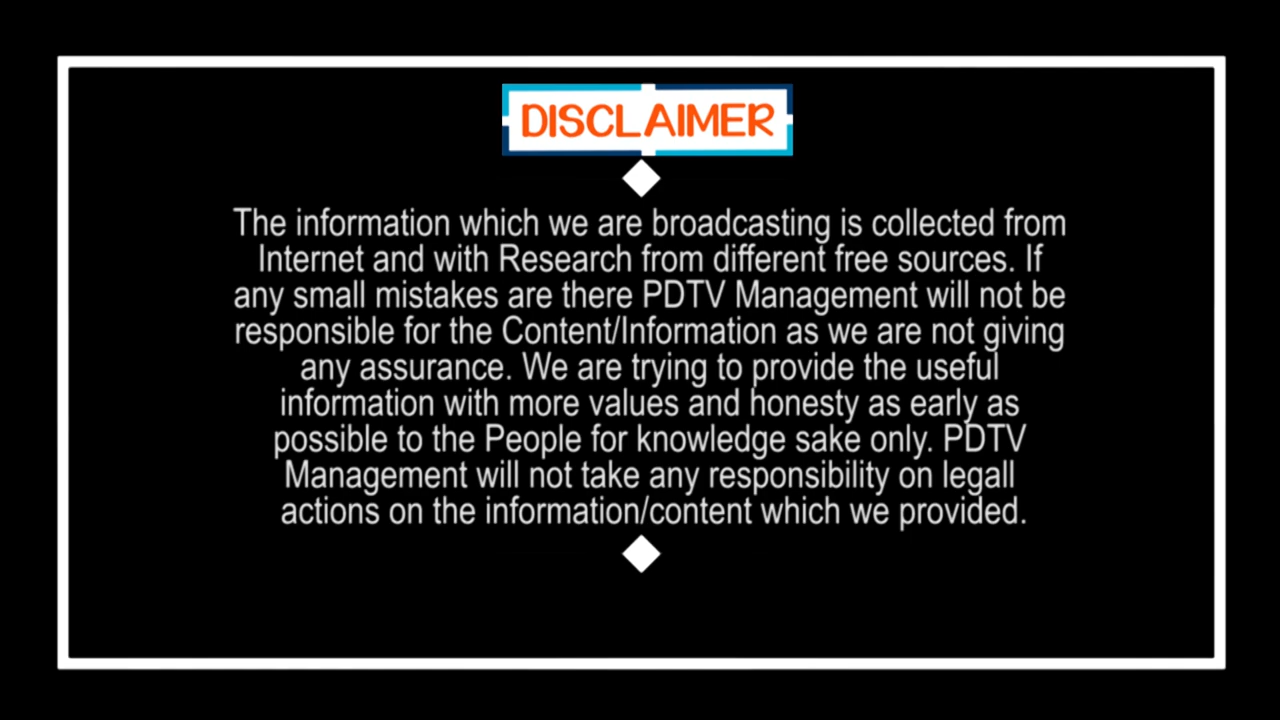 DISCLAIMER
The information which we are broadcasting is collected from
Internet and with Research from different free sources. If
any small mistakes are there PDTV Management will not be
responsible for the Content/Information as we are not giving
any assurance. We are trying to provide the useful
information with more values and honesty as early as
possible to the People for knowledge sake only. PDTV
Management will not take any responsibility on legall
actions on the information/content which we provided.